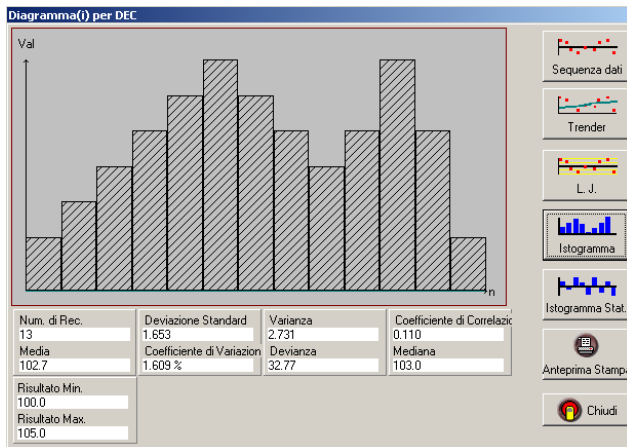 Diagramma(i) per DEC
Val
n
Num. di Rec.
13
Media
102.7
Deviazione Standard
1.653
Coefficiente di Variazion
1.609 %
Varianza
2.731
Devianza
32.77
Coefficiente di Correlazio
0.110
Mediana
103.0
Risultato Min.
100.0
Risultato Max.
105.0
Sequenza dati
Trender
L. J.
Istogramma
Istogramma Stat.
Anteprima Stampa
Chiudi